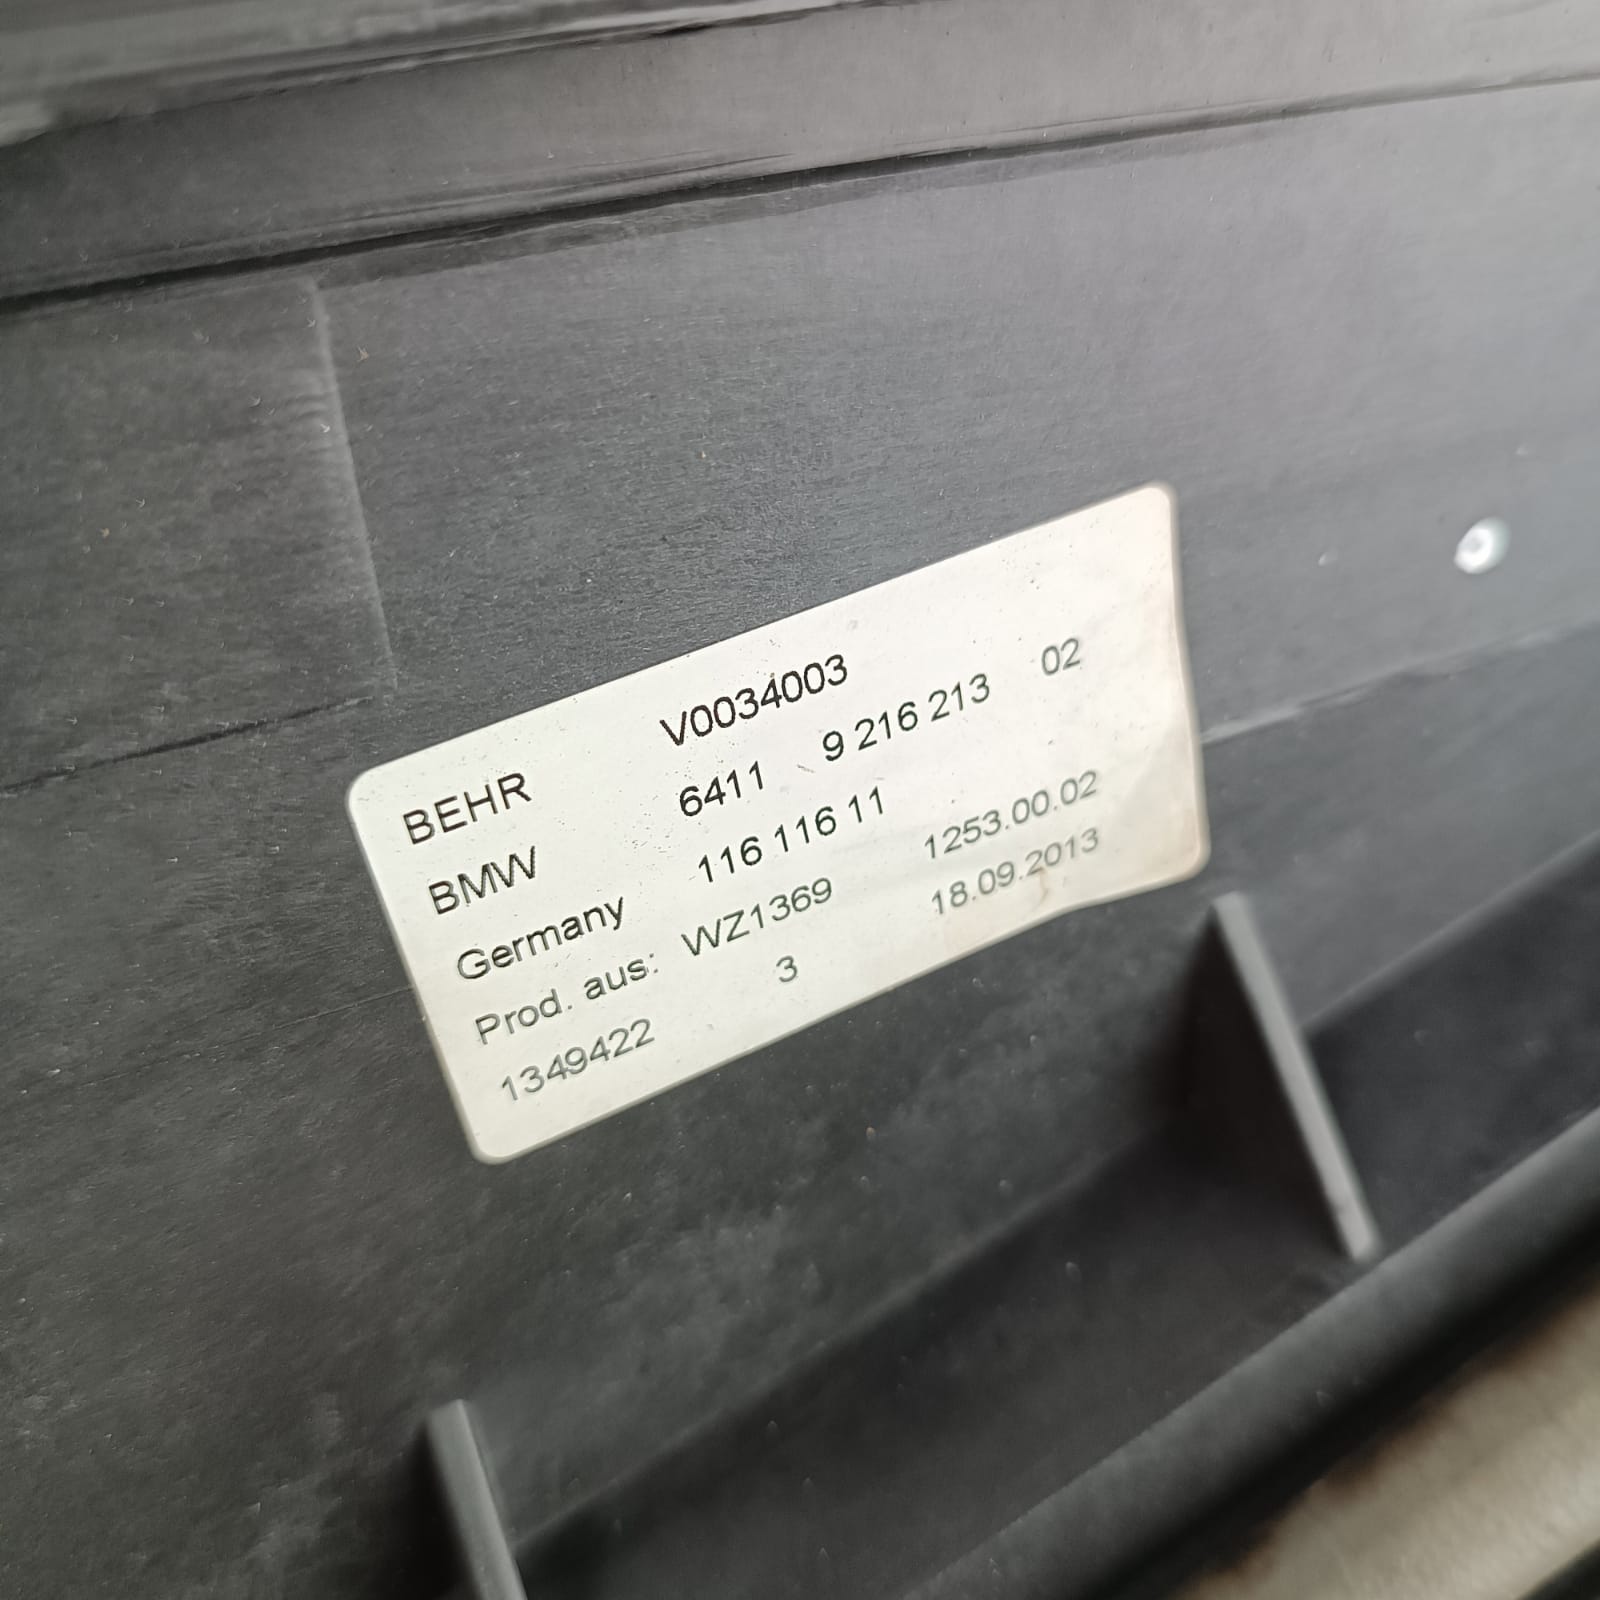 BEHR V0034003
BMW 6411 9 216 213 02
Germany 116 116 11
Prod. aus: WZ1369 1253.00.02
1349422 3 18.09.2013